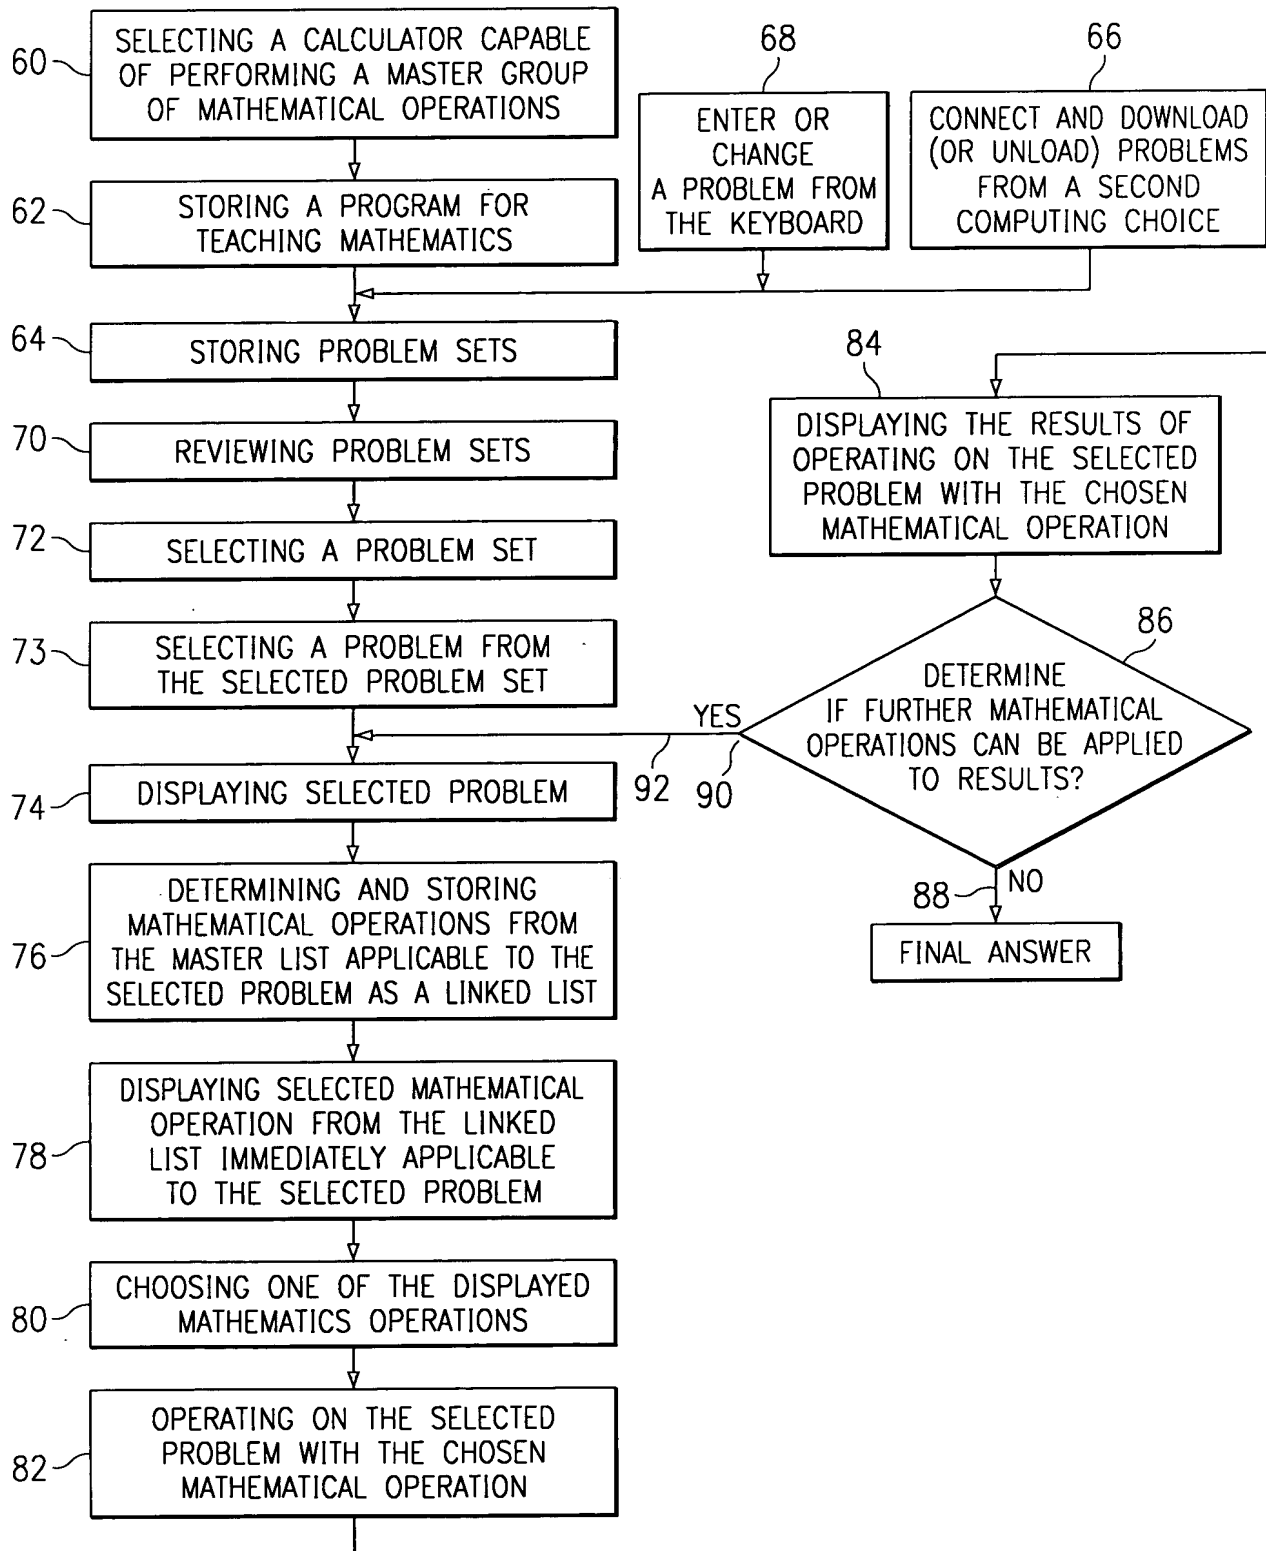 60
SELECTING A CALCULATOR CAPABLE
OF PERFORMING A MASTER GROUP
OF MATHEMATICAL OPERATIONS
62
STORING A PROGRAM FOR
TEACHING MATHEMATICS
68
ENTER OR
CHANGE
A PROBLEM FROM
THE KEYBOARD
66
CONNECT AND DOWNLOAD
(OR UNLOAD) PROBLEMS
FROM A SECOND
COMPUTING CHOICE
64
STORING PROBLEM SETS
70
REVIEWING PROBLEM SETS
72
SELECTING A PROBLEM SET
73
SELECTING A PROBLEM FROM
THE SELECTED PROBLEM SET
74
DISPLAYING SELECTED PROBLEM
76
DETERMINING AND STORING
MATHEMATICAL OPERATIONS FROM
THE MASTER LIST APPLICABLE TO THE
SELECTED PROBLEM AS A LINKED LIST
78
DISPLAYING SELECTED MATHEMATICAL
OPERATION FROM THE LINKED
LIST IMMEDIATELY APPLICABLE
TO THE SELECTED PROBLEM
80
CHOOSING ONE OF THE DISPLAYED
MATHEMATICS OPERATIONS
82
OPERATING ON THE SELECTED
PROBLEM WITH THE CHOSEN
MATHEMATICAL OPERATION
84
DISPLAYING THE RESULTS OF
OPERATING ON THE SELECTED
PROBLEM WITH THE CHOSEN
MATHEMATICAL OPERATION
86
DETERMINE
IF FURTHER MATHEMATICAL
OPERATIONS CAN BE APPLIED
TO RESULTS?
YES
92
90
88
NO
FINAL ANSWER